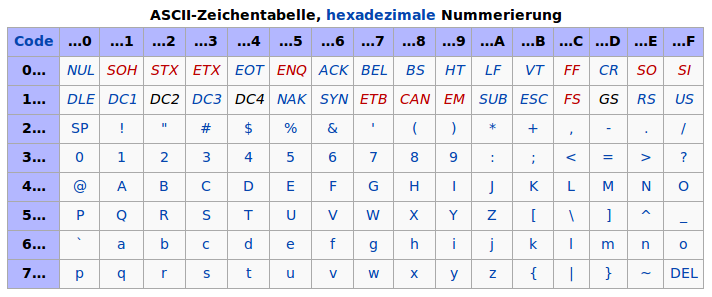 ASCII-Zeichentabelle, hexadezimale Nummerierung
Code …0 …1 …2 …3 …4 …5 …6 …7 …8 …9 …A …B …C …D …E …F
0… NUL SOH STX ETX EOT ENQ ACK BEL BS HT LF VT FF CR SO SI
1… DLE DC1 DC2 DC3 DC4 NAK SYN ETB CAN EM SUB ESC FS GS RS US
2… SP ! " # $ % & ' ( ) * + , - . /
3… 0 1 2 3 4 5 6 7 8 9 : ; < = > ?
4… @ A B C D E F G H I J K L M N O
5… P Q R S T U V W X Y Z [ \ ] ^ _
6… ` a b c d e f g h i j k l m n o
7… p q r s t u v w x y z { | } ~ DEL